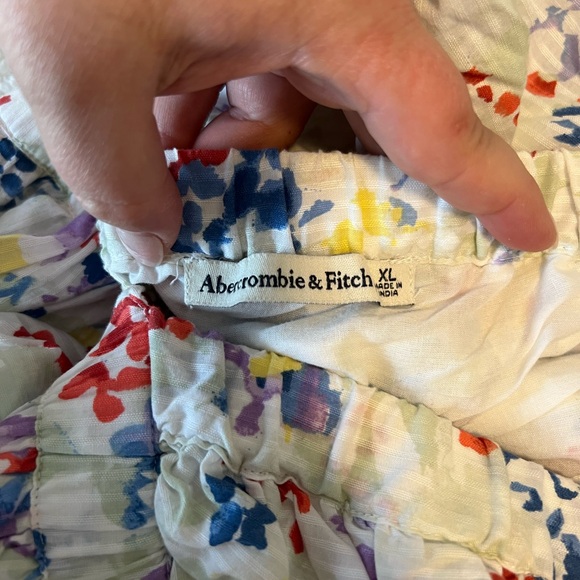 Abercrombie & Fitch
XL
MADE IN
INDIA